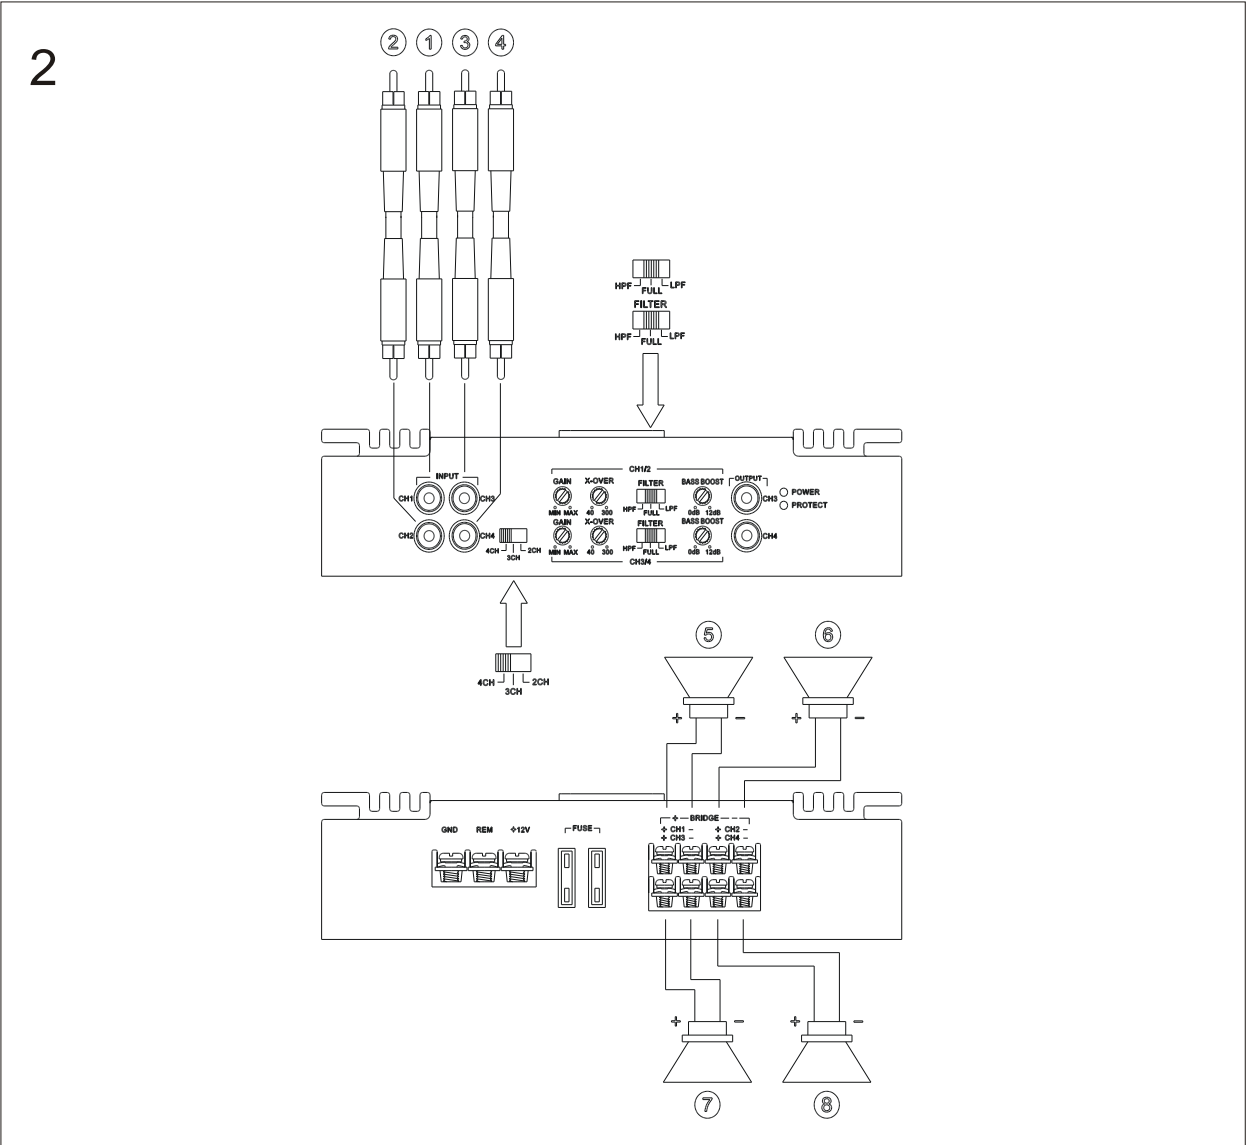 2
② ① ③ ④
HPF FULL LPF
FILTER
HPF FULL LPF
CH1/2
INPUT
GAIN X-OVER FILTER BASS BOOST OUTPUT
CH1 CH3 CH3 POWER
MIN MAX 40 300 HPF FULL LPF 0dB 12dB PROTECT
GAIN X-OVER FILTER BASS BOOST
CH2 CH4 CH4
4CH 3CH 2CH MIN MAX 40 300 HPF FULL LPF 0dB 12dB
CH3/4
⑤ ⑥
4CH 3CH 2CH
+ − + −
+ BRIDGE −
GND REM +12V FUSE + CH1 − + CH2 −
+ CH3 − + CH4 −
+ − + −
⑦ ⑧